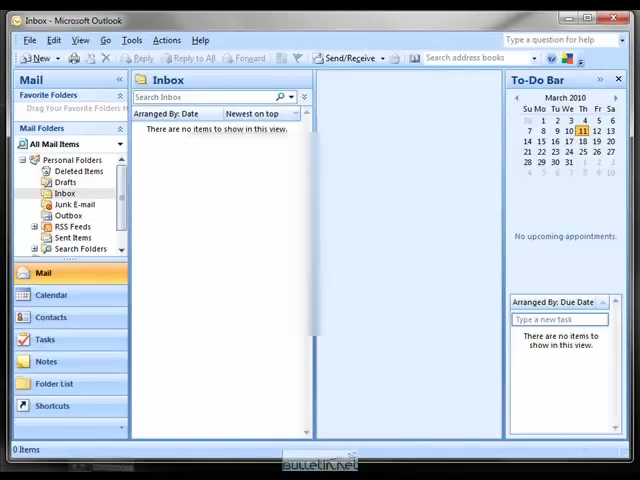 Inbox - Microsoft Outlook
File Edit View Go Tools Actions Help
Type a question for help
New Reply Reply to All Forward Send/Receive Search address books
Mail
Favorite Folders
Drag Your Favorite Folders H
Mail Folders
All Mail Items
Personal Folders
Deleted Items
Drafts
Inbox
Junk E-mail
Outbox
RSS Feeds
Sent Items
Search Folders
Mail
Calendar
Contacts
Tasks
Notes
Folder List
Shortcuts
Inbox
Search Inbox
Arranged By: Date Newest on top
There are no items to show in this view.
To-Do Bar
March 2010
Su Mo Tu We Th Fr Sa
28 1 2 3 4 5 6
7 8 9 10 11 12 13
14 15 16 17 18 19 20
21 22 23 24 25 26 27
28 29 30 31 1 2 3
4 5 6 7 8 9 10
No upcoming appointments.
Arranged By: Due Date
Type a new task
There are no items to
show in this view.
0 Items
BULLETIN.net